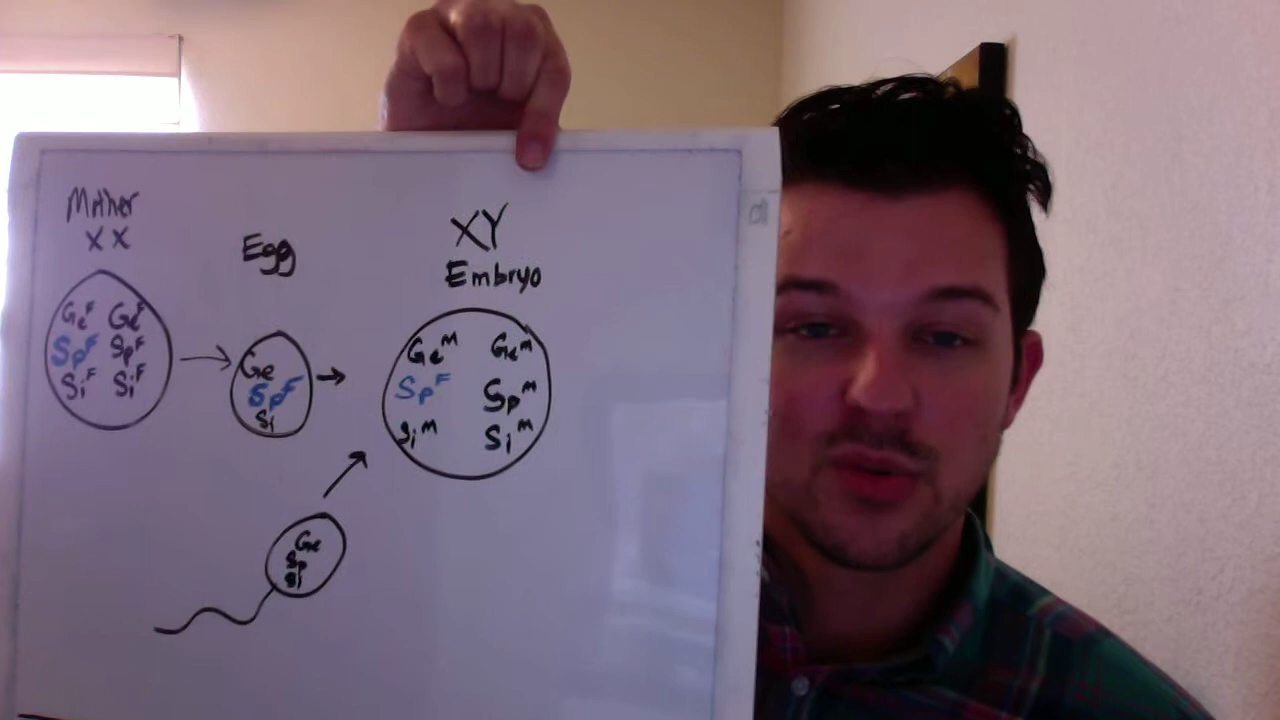 Mother
XX
Ge^F Ge^F
Sp^F Sp^F
Si^F Si^F
Egg
Ge
Sp^F
Si
XY
Embryo
Ge^M Ge^M
Sp^F Sp^M
Si^M Si^M
Ge
Sp
Si